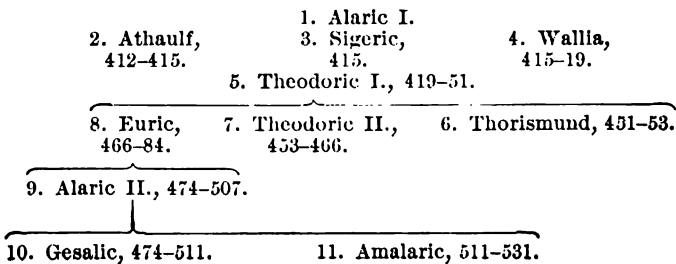 1. Alaric I.
2. Athaulf, 3. Sigeric, 4. Wallia,
412–415. 415. 415–19.
5. Theodoric I., 419–51.
8. Euric, 7. Theodoric II., 6. Thorismund, 451–53.
466–84. 453–466.
9. Alaric II., 474–507.
10. Gesalic, 474–511. 11. Amalaric, 511–531.